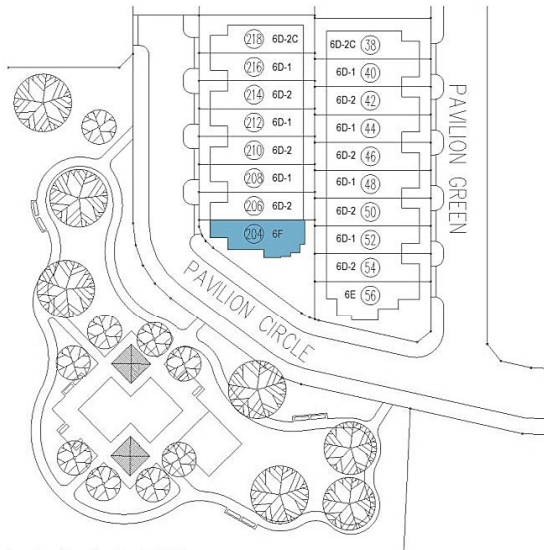 218 6D-2C
216 6D-1
214 6D-2
212 6D-1
210 6D-2
208 6D-1
206 6D-2
204 6F
6D-2C 38
6D-1 40
6D-2 42
6D-1 44
6D-2 46
6D-1 48
6D-2 50
6D-1 52
6D-2 54
6E 56
PAVILION GREEN
PAVILION CIRCLE